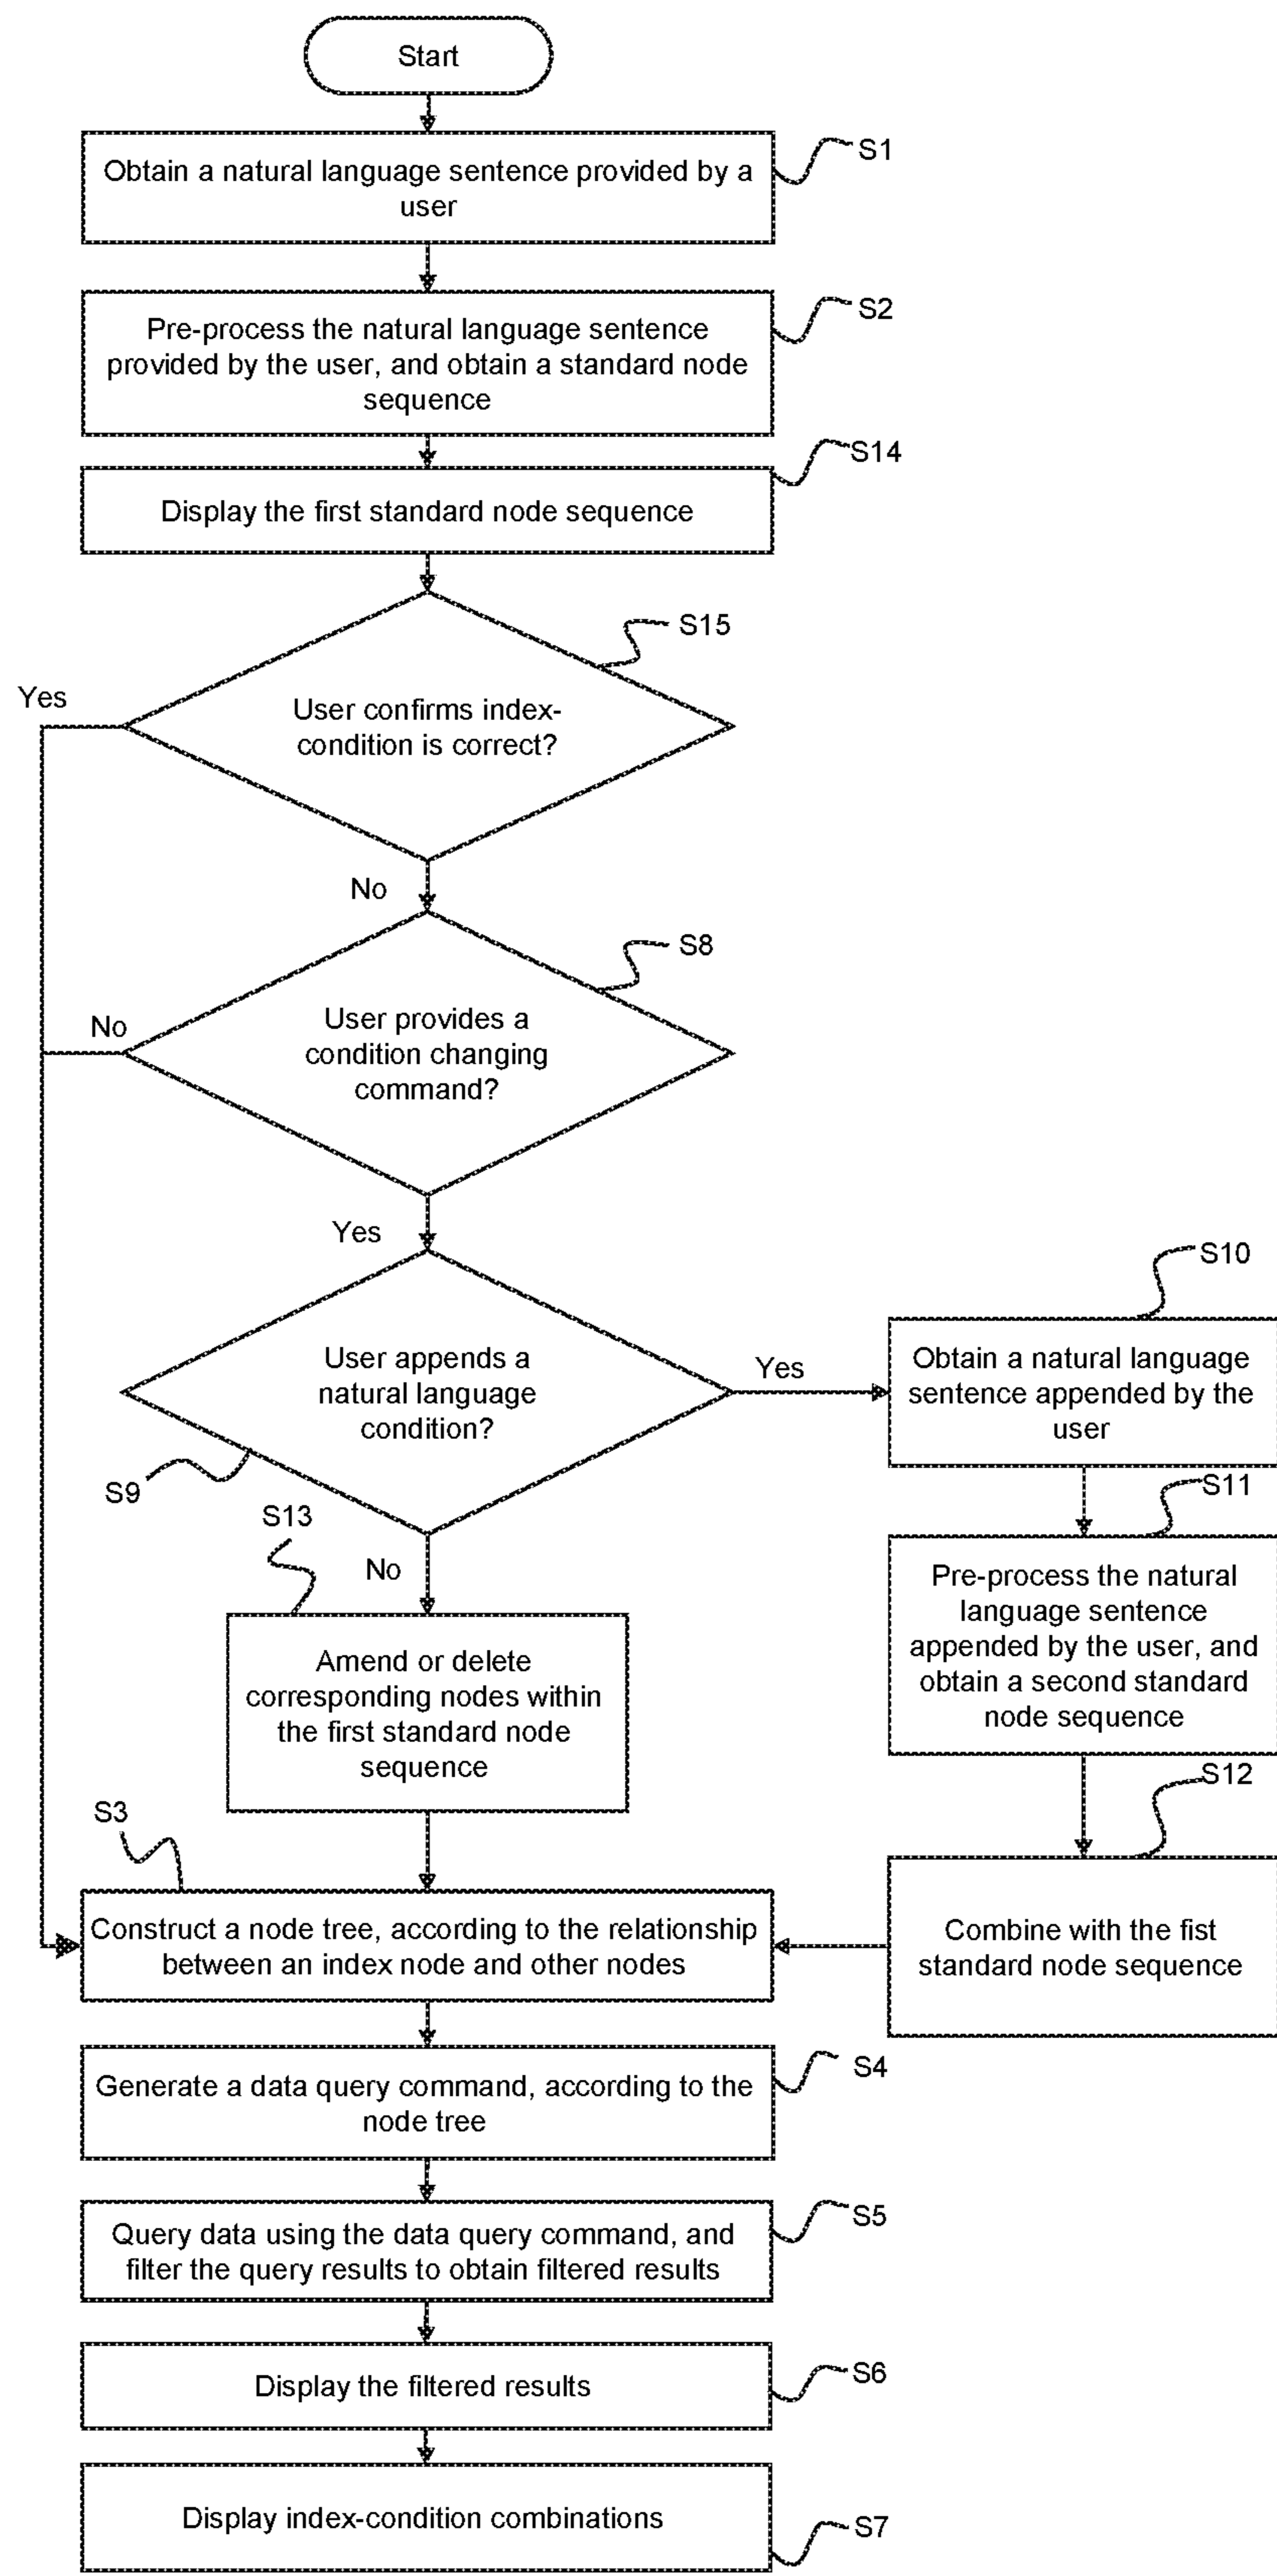 Start
S1
Obtain a natural language sentence provided by a
user
S2
Pre-process the natural language sentence
provided by the user, and obtain a standard node
sequence
S14
Display the first standard node sequence
S15
Yes
User confirms index-
condition is correct?
No
S8
No
User provides a
condition changing
command?
Yes
S10
User appends a
natural language
condition?
Yes
Obtain a natural language
sentence appended by the
user
S9
S11
S13
No
Pre-process the natural
language sentence
appended by the user, and
obtain a second standard
node sequence
Amend or delete
corresponding nodes within
the first standard node
sequence
S12
S3
Construct a node tree, according to the relationship
between an index node and other nodes
Combine with the fist
standard node sequence
S4
Generate a data query command, according to the
node tree
S5
Query data using the data query command, and
filter the query results to obtain filtered results
S6
Display the filtered results
Display index-condition combinations
S7